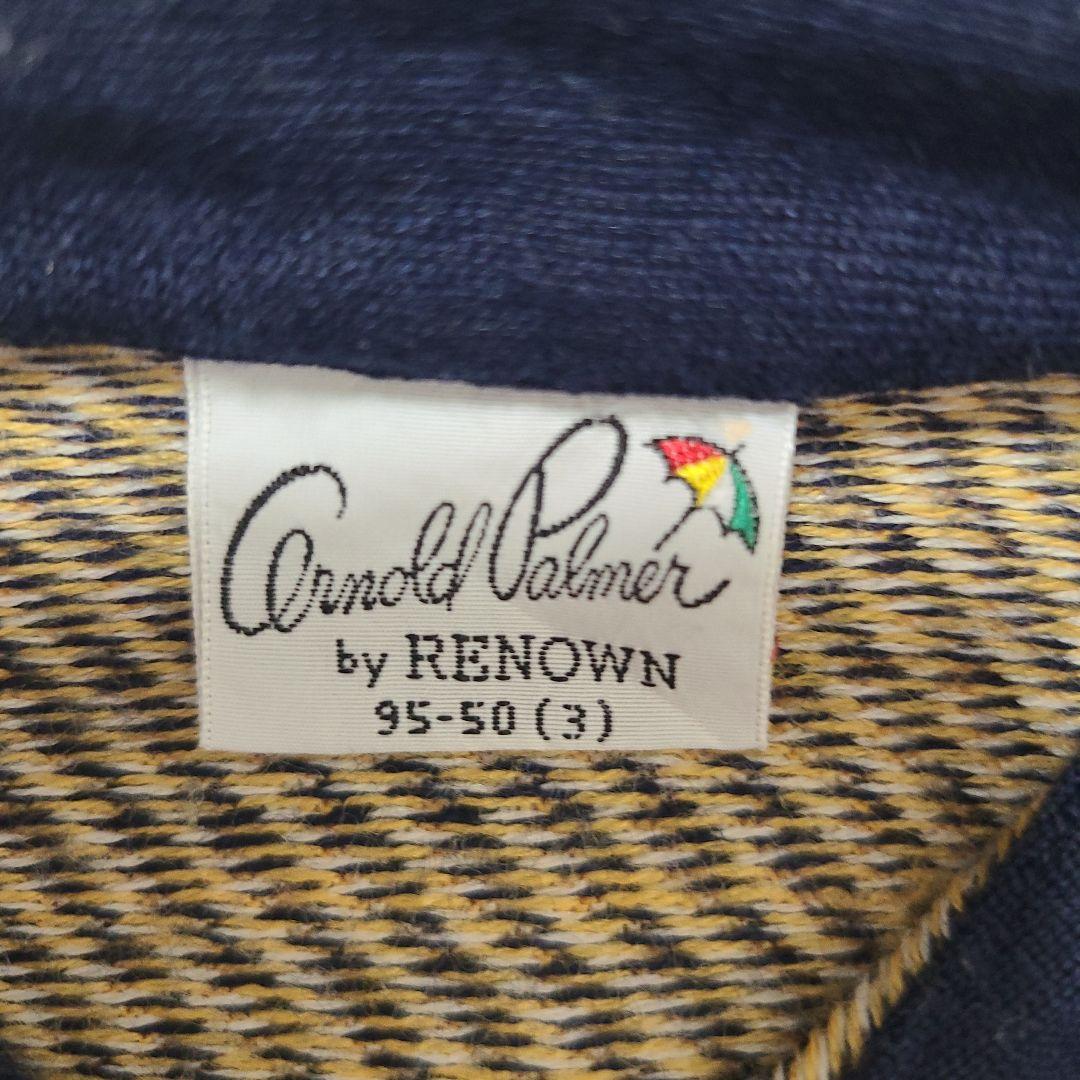 Arnold Palmer
by RENOWN
95-50 (3)